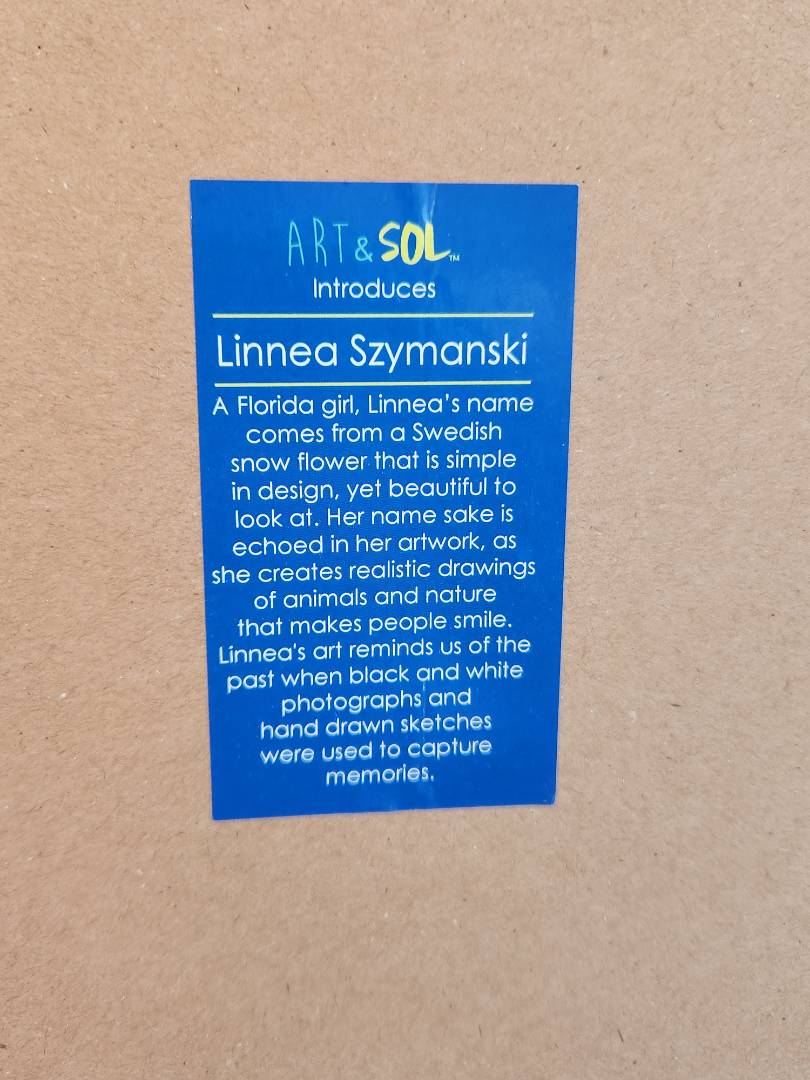 ART & SOL™
Introduces
Linnea Szymanski
A Florida girl, Linnea's name
comes from a Swedish
snow flower that is simple
in design, yet beautiful to
look at. Her name sake is
echoed in her artwork, as
she creates realistic drawings
of animals and nature
that makes people smile.
Linnea's art reminds us of the
past when black and white
photographs and
hand drawn sketches
were used to capture
memories.